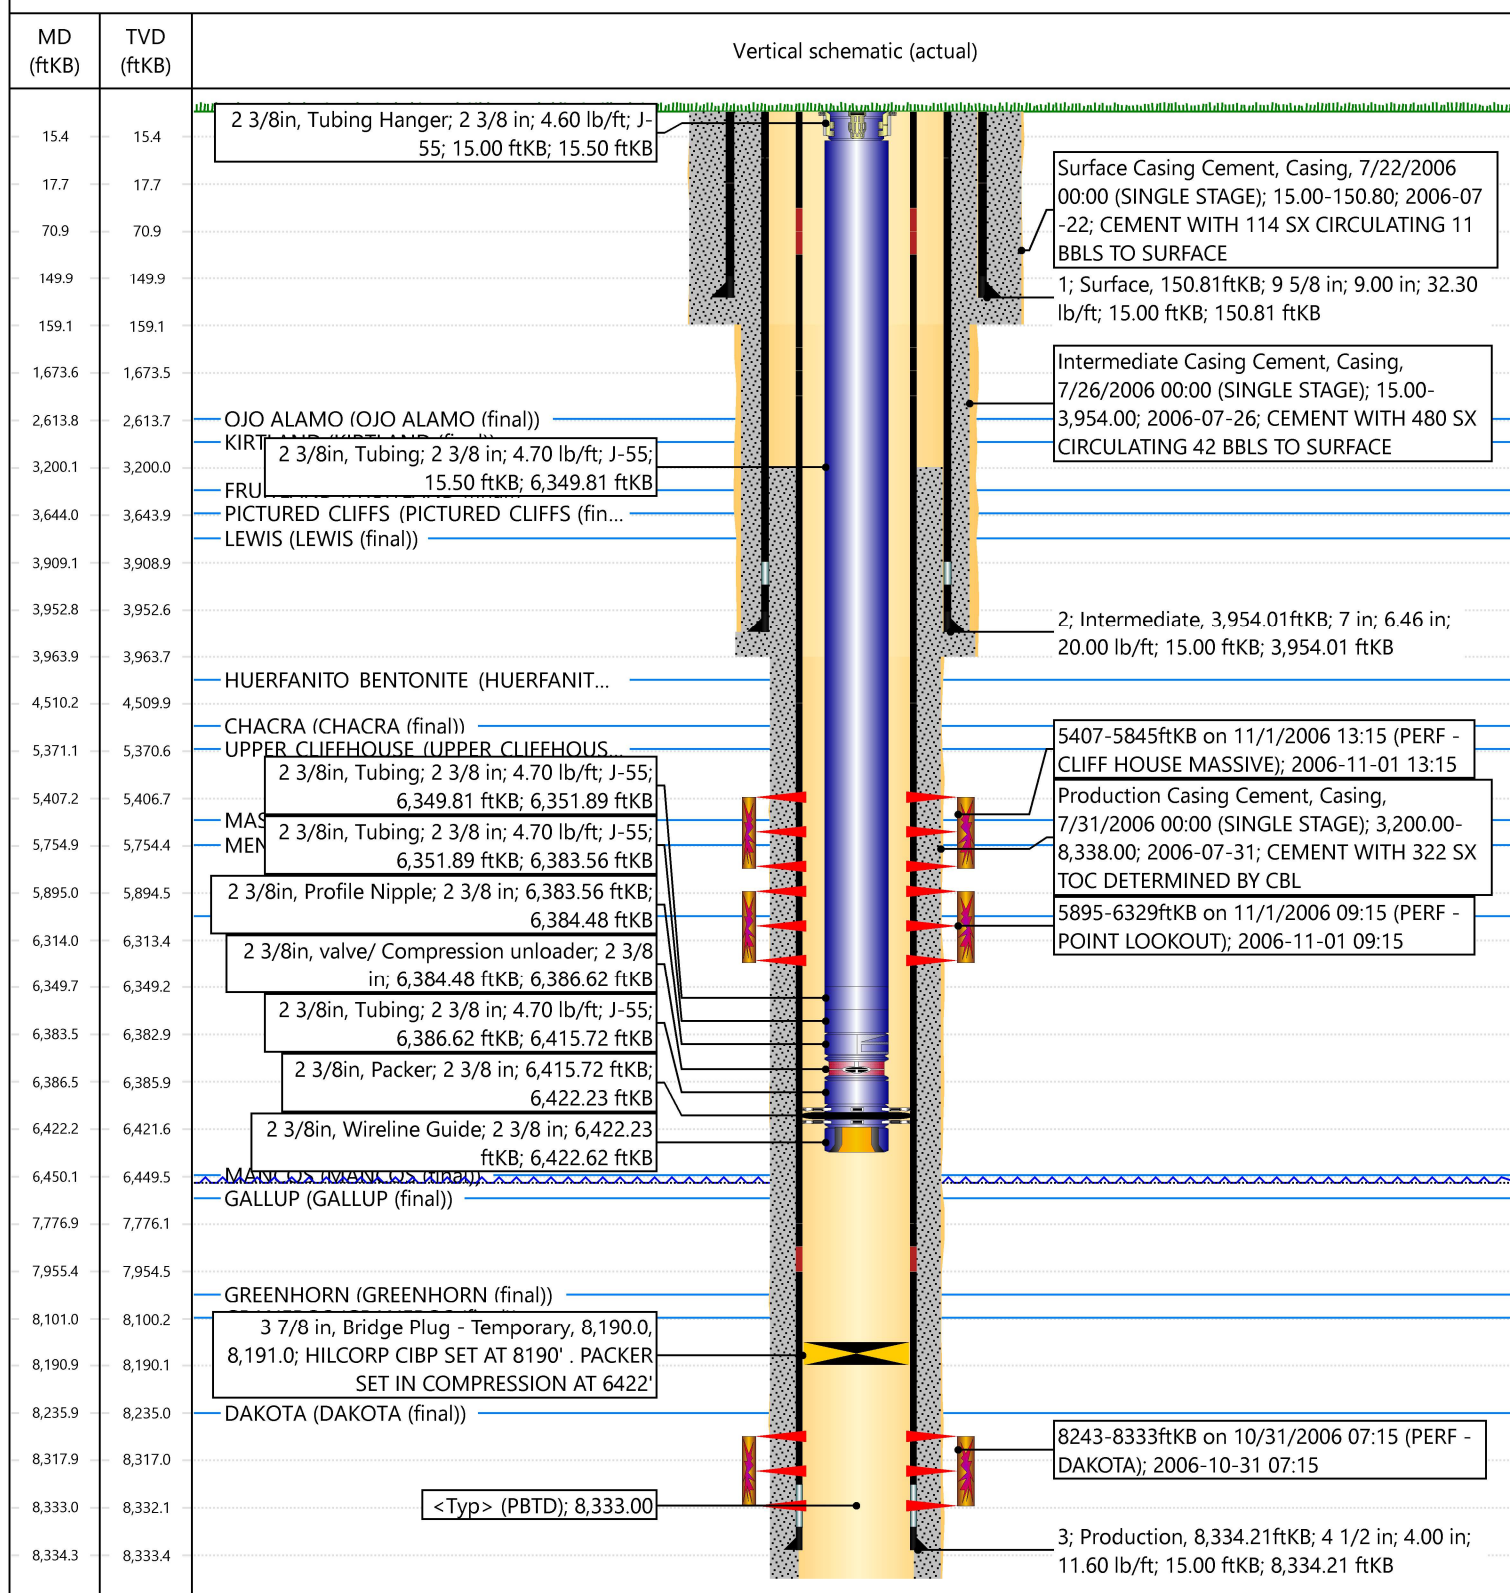 MD
(ftKB)
TVD
(ftKB)
Vertical schematic (actual)
15.4 15.4
17.7 17.7
70.9 70.9
149.9 149.9
159.1 159.1
1,673.6 1,673.5
2,613.8 2,613.7
3,200.1 3,200.0
3,644.0 3,643.9
3,909.1 3,908.9
3,952.8 3,952.6
3,963.9 3,963.7
4,510.2 4,509.9
5,371.1 5,370.6
5,407.2 5,406.7
5,754.9 5,754.4
5,895.0 5,894.5
6,314.0 6,313.4
6,349.7 6,349.2
6,383.5 6,382.9
6,386.5 6,385.9
6,422.2 6,421.6
6,450.1 6,449.5
7,776.9 7,776.1
7,955.4 7,954.5
8,101.0 8,100.2
8,190.9 8,190.1
8,235.9 8,235.0
8,317.9 8,317.0
8,333.0 8,332.1
8,334.3 8,333.4
2 3/8in, Tubing Hanger; 2 3/8 in; 4.60 lb/ft; J-
55; 15.00 ftKB; 15.50 ftKB
OJO ALAMO (OJO ALAMO (final))
KIRTLAND (KIRTLAND (final))
2 3/8in, Tubing; 2 3/8 in; 4.70 lb/ft; J-55;
15.50 ftKB; 6,349.81 ftKB
PICTURED CLIFFS (PICTURED CLIFFS (fin...
LEWIS (LEWIS (final))
HUERFANITO BENTONITE (HUERFANIT...
CHACRA (CHACRA (final))
UPPER CLIFFHOUSE (UPPER CLIFFHOUS...
2 3/8in, Tubing; 2 3/8 in; 4.70 lb/ft; J-55;
6,349.81 ftKB; 6,351.89 ftKB
MAS
2 3/8in, Tubing; 2 3/8 in; 4.70 lb/ft; J-55;
6,351.89 ftKB; 6,383.56 ftKB
MEN
2 3/8in, Profile Nipple; 2 3/8 in; 6,383.56 ftKB;
6,384.48 ftKB
2 3/8in, valve/ Compression unloader; 2 3/8
in; 6,384.48 ftKB; 6,386.62 ftKB
2 3/8in, Tubing; 2 3/8 in; 4.70 lb/ft; J-55;
6,386.62 ftKB; 6,415.72 ftKB
2 3/8in, Packer; 2 3/8 in; 6,415.72 ftKB;
6,422.23 ftKB
2 3/8in, Wireline Guide; 2 3/8 in; 6,422.23
ftKB; 6,422.62 ftKB
MANCOS (MANCOS (final))
GALLUP (GALLUP (final))
GREENHORN (GREENHORN (final))
3 7/8 in, Bridge Plug - Temporary, 8,190.0,
8,191.0; HILCORP CIBP SET AT 8190' . PACKER
SET IN COMPRESSION AT 6422'
DAKOTA (DAKOTA (final))
<Typ> (PBTD); 8,333.00
Surface Casing Cement, Casing, 7/22/2006
00:00 (SINGLE STAGE); 15.00-150.80; 2006-07
-22; CEMENT WITH 114 SX CIRCULATING 11
BBLS TO SURFACE
1; Surface, 150.81ftKB; 9 5/8 in; 9.00 in; 32.30
lb/ft; 15.00 ftKB; 150.81 ftKB
Intermediate Casing Cement, Casing,
7/26/2006 00:00 (SINGLE STAGE); 15.00-
3,954.00; 2006-07-26; CEMENT WITH 480 SX
CIRCULATING 42 BBLS TO SURFACE
2; Intermediate, 3,954.01ftKB; 7 in; 6.46 in;
20.00 lb/ft; 15.00 ftKB; 3,954.01 ftKB
5407-5845ftKB on 11/1/2006 13:15 (PERF -
CLIFF HOUSE MASSIVE); 2006-11-01 13:15
Production Casing Cement, Casing,
7/31/2006 00:00 (SINGLE STAGE); 3,200.00-
8,338.00; 2006-07-31; CEMENT WITH 322 SX
TOC DETERMINED BY CBL
5895-6329ftKB on 11/1/2006 09:15 (PERF -
POINT LOOKOUT); 2006-11-01 09:15
8243-8333ftKB on 10/31/2006 07:15 (PERF -
DAKOTA); 2006-10-31 07:15
3; Production, 8,334.21ftKB; 4 1/2 in; 4.00 in;
11.60 lb/ft; 15.00 ftKB; 8,334.21 ftKB